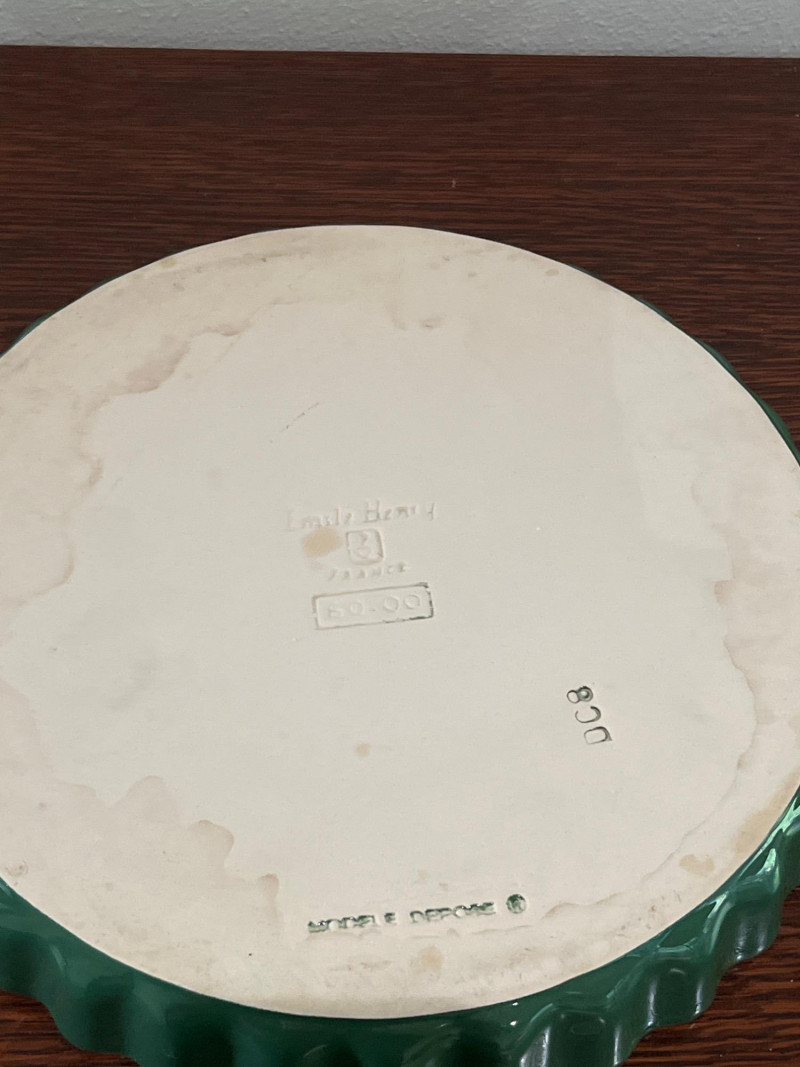 Emile Henry
FRANCE
60.00
DC8
MODELE DEPOSE